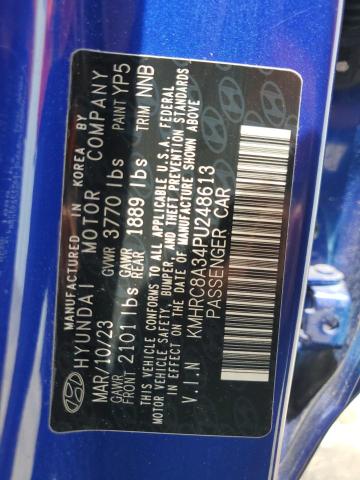 MANUFACTURED IN KOREA BY
HYUNDAI MOTOR COMPANY
MAR/10/23 GVWR 3770 lbs PAINT YP5
GAWR FRONT 2101 lbs GAWR REAR 1889 lbs TRIM NNB
THIS VEHICLE CONFORMS TO ALL APPLICABLE U.S.A. FEDERAL
MOTOR VEHICLE SAFETY, BUMPER, AND THEFT PREVENTION STANDARDS
IN EFFECT ON THE DATE OF MANUFACTURE SHOWN ABOVE
V.I.N KMHRC8A34PU248613
PASSENGER CAR